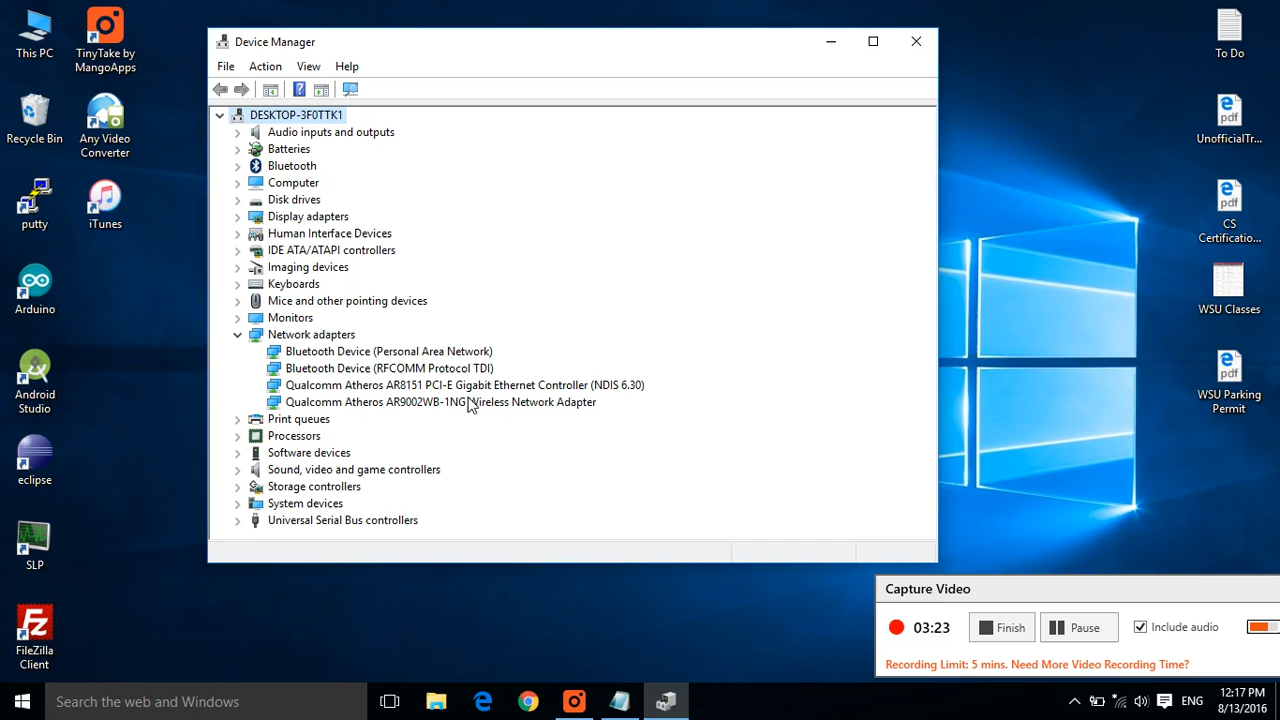 This PC
TinyTake by
MangoApps
Recycle Bin
Any Video
Converter
putty
iTunes
Arduino
Android
Studio
eclipse
SLP
FileZilla
Client
Device Manager
File Action View Help
DESKTOP-3F0TTK1
Audio inputs and outputs
Batteries
Bluetooth
Computer
Disk drives
Display adapters
Human Interface Devices
IDE ATA/ATAPI controllers
Imaging devices
Keyboards
Mice and other pointing devices
Monitors
Network adapters
Bluetooth Device (Personal Area Network)
Bluetooth Device (RFCOMM Protocol TDI)
Qualcomm Atheros AR8151 PCI-E Gigabit Ethernet Controller (NDIS 6.30)
Qualcomm Atheros AR9002WB-1NG Wireless Network Adapter
Print queues
Processors
Software devices
Sound, video and game controllers
Storage controllers
System devices
Universal Serial Bus controllers
To Do
pdf
UnofficialTr...
pdf
CS
Certificatio...
WSU Classes
pdf
WSU Parking
Permit
Capture Video
03:23 Finish Pause Include audio
Recording Limit: 5 mins. Need More Video Recording Time?
Search the web and Windows
ENG
12:17 PM
8/13/2016